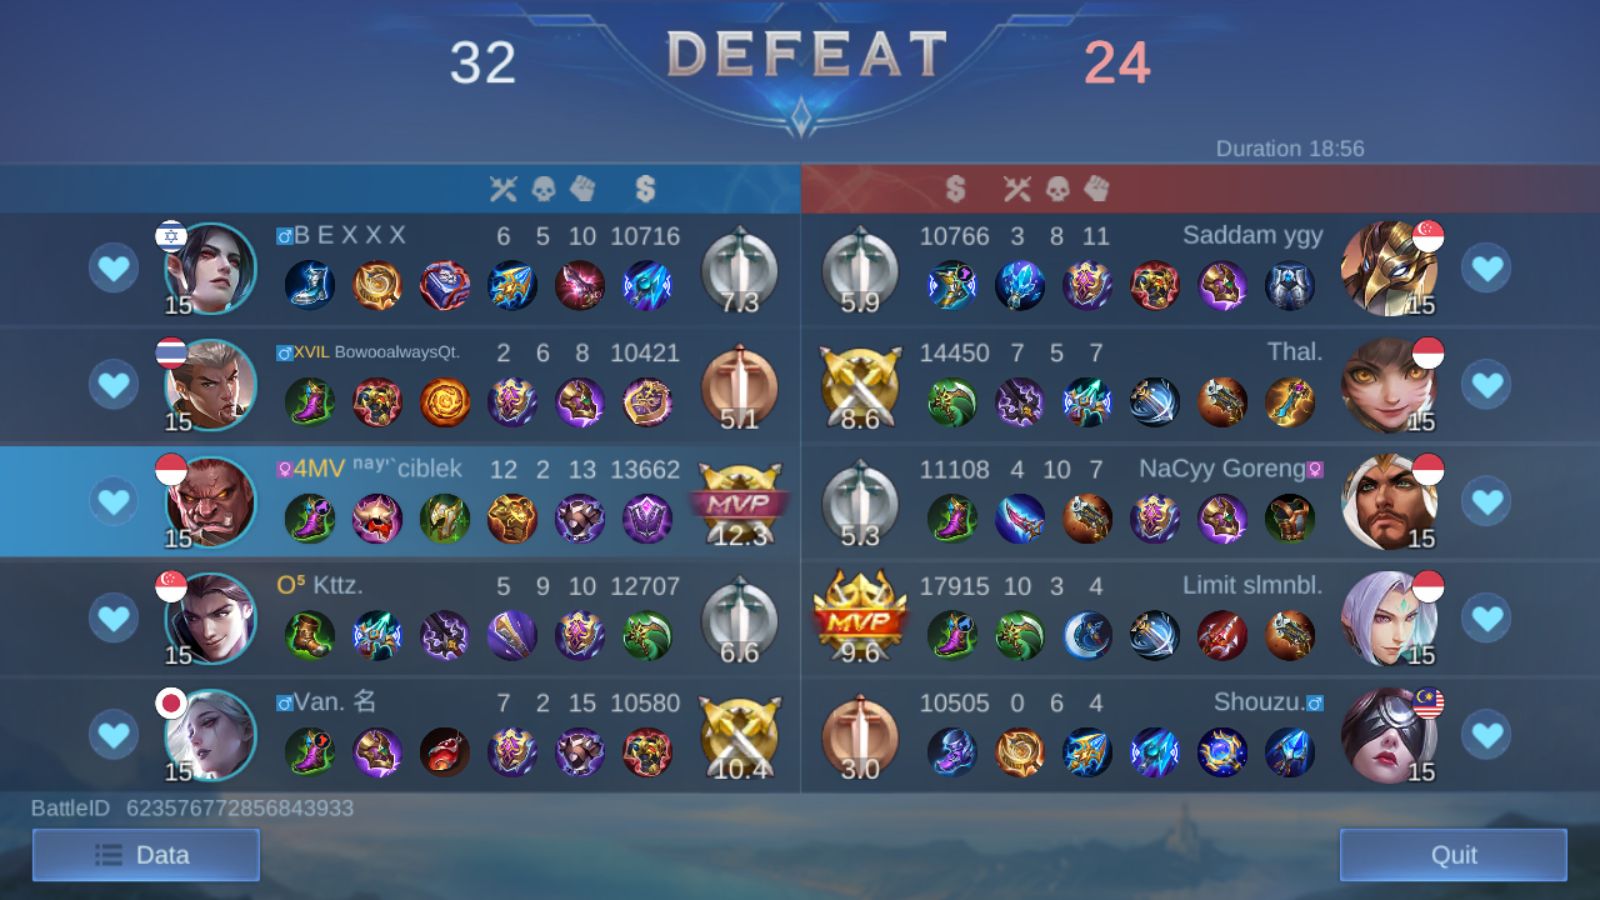 32 DEFEAT 24
Duration 18:56
B E X X X 6 5 10 10716
15 7.3
10766 3 8 11 Saddam ygy
5.9 15
XVIL BowooalwaysQt. 2 6 8 10421
15 5.1
14450 7 5 7 Thal.
8.6 15
4MV ⁿᵃʸ'`ciblek 12 2 13 13662
MVP
15 12.3
11108 4 10 7 NaCyy Goreng
5.3 15
O⁵ Kttz. 5 9 10 12707
15 6.6
17915 10 3 4 Limit slmnbl.
MVP
9.6 15
Van. 名 7 2 15 10580
15 10.4
10505 0 6 4 Shouzu.
3.0 15
BattleID 623576772856843933
Data
Quit